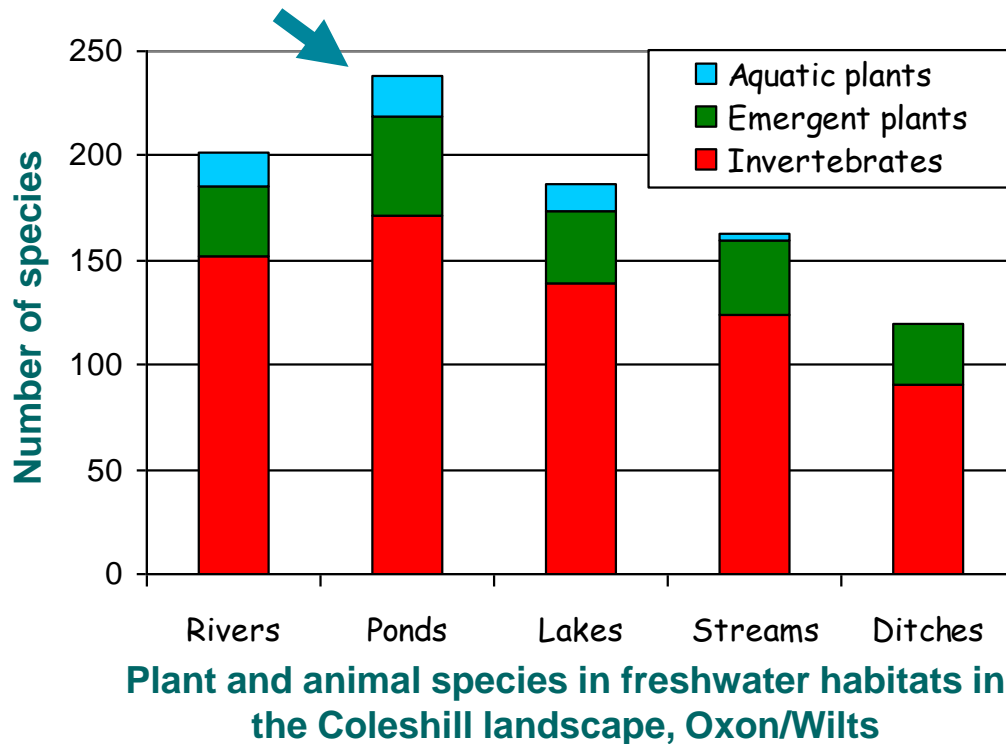 250
200
150
100
50
0
Number of species
Aquatic plants
Emergent plants
Invertebrates
Rivers Ponds Lakes Streams Ditches
Plant and animal species in freshwater habitats in
the Coleshill landscape, Oxon/Wilts